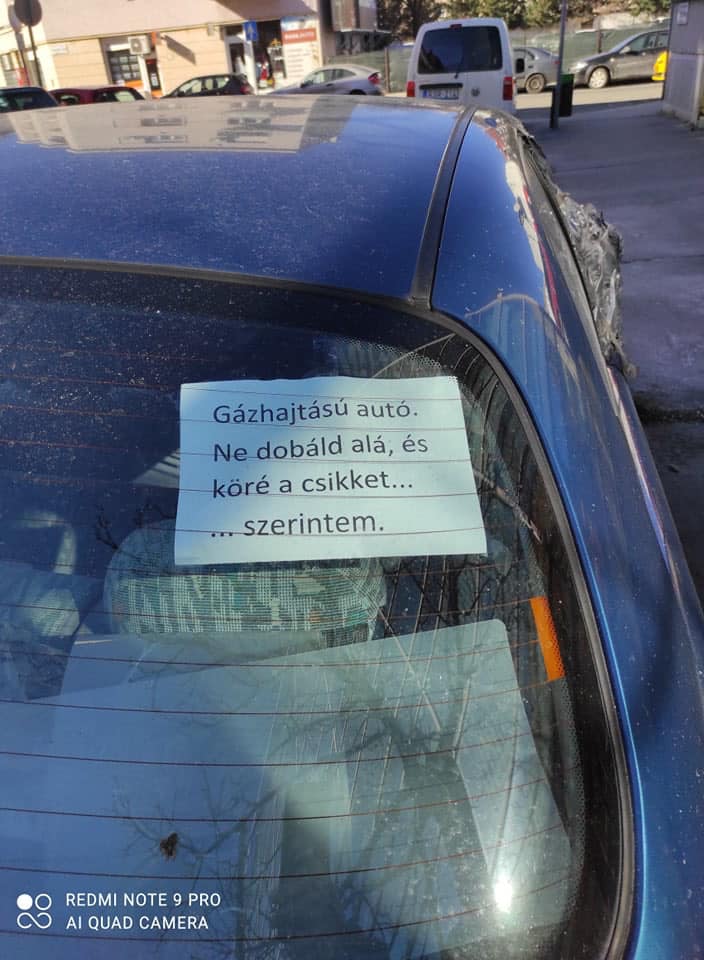 Gázhajtású autó.
Ne dobáld alá, és
köré a csikket...
... szerintem.
REDMI NOTE 9 PRO
AI QUAD CAMERA